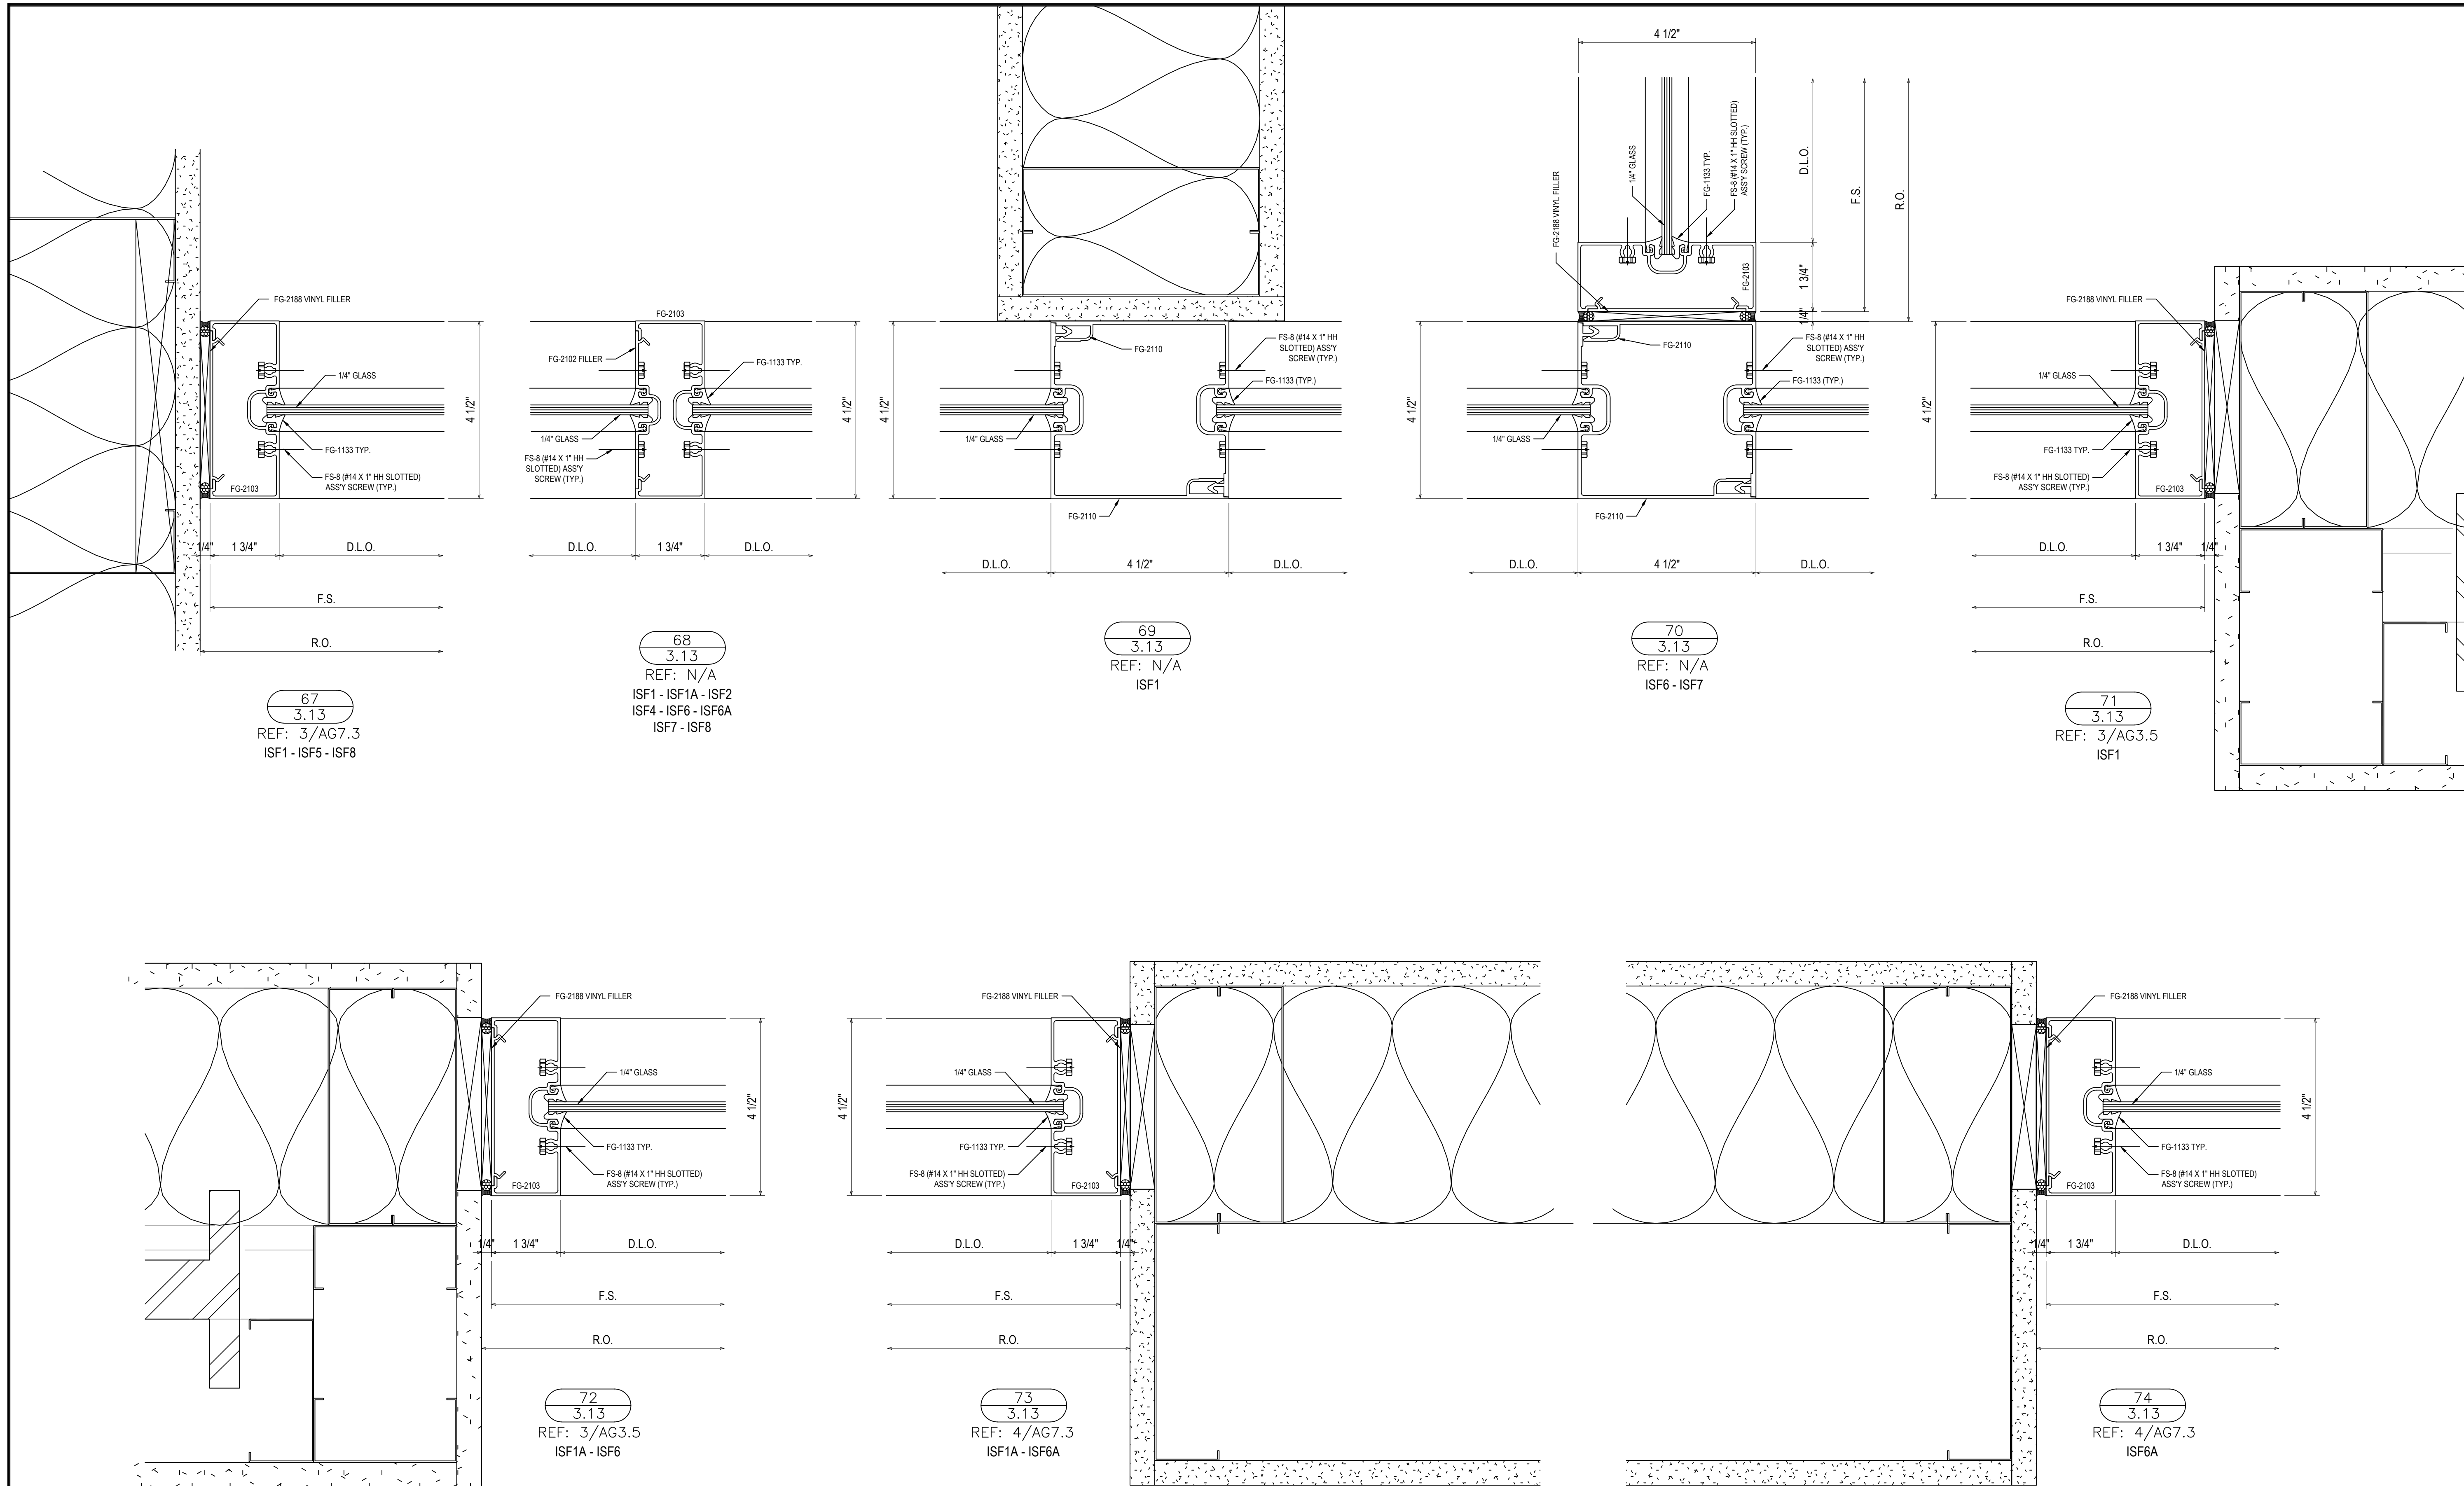 FG-2188 VINYL FILLER
1/4" GLASS
FG-1133 TYP.
FS-8 (#14 X 1" HH SLOTTED)
ASS'Y SCREW (TYP.)
FG-2103
4 1/2"
1/4"
1 3/4"
D.L.O.
F.S.
R.O.
67
3.13
REF: 3/AG7.3
ISF1 - ISF5 - ISF8
FG-2103
FG-2102 FILLER
FG-1133 TYP.
1/4" GLASS
FS-8 (#14 X 1" HH
SLOTTED) ASS'Y
SCREW (TYP.)
4 1/2"
D.L.O.
1 3/4"
D.L.O.
68
3.13
REF: N/A
ISF1 - ISF1A - ISF2
ISF4 - ISF6 - ISF6A
ISF7 - ISF8
4 1/2"
FG-2110
FS-8 (#14 X 1" HH
SLOTTED) ASS'Y
SCREW (TYP.)
FG-1133 (TYP.)
1/4" GLASS
FG-2110
D.L.O.
4 1/2"
D.L.O.
69
3.13
REF: N/A
ISF1
4 1/2"
FG-2188 VINYL FILLER
1/4" GLASS
FG-1133 TYP.
FS-8 (#14 X 1" HH SLOTTED)
ASS'Y SCREW (TYP.)
D.L.O.
F.S.
R.O.
FG-2103
1 3/4"
1/4"
4 1/2"
FG-2110
FS-8 (#14 X 1" HH
SLOTTED) ASS'Y
SCREW (TYP.)
FG-1133 (TYP.)
1/4" GLASS
FG-2110
D.L.O.
4 1/2"
D.L.O.
70
3.13
REF: N/A
ISF6 - ISF7
FG-2188 VINYL FILLER
1/4" GLASS
4 1/2"
FG-1133 TYP.
FS-8 (#14 X 1" HH SLOTTED)
ASS'Y SCREW (TYP.)
FG-2103
D.L.O.
1 3/4"
1/4"
F.S.
R.O.
71
3.13
REF: 3/AG3.5
ISF1
FG-2188 VINYL FILLER
1/4" GLASS
4 1/2"
FG-1133 TYP.
FS-8 (#14 X 1" HH SLOTTED)
ASS'Y SCREW (TYP.)
FG-2103
1/4"
1 3/4"
D.L.O.
F.S.
R.O.
72
3.13
REF: 3/AG3.5
ISF1A - ISF6
FG-2188 VINYL FILLER
1/4" GLASS
4 1/2"
FG-1133 TYP.
FS-8 (#14 X 1" HH SLOTTED)
ASS'Y SCREW (TYP.)
FG-2103
D.L.O.
1 3/4"
1/4"
F.S.
R.O.
73
3.13
REF: 4/AG7.3
ISF1A - ISF6A
FG-2188 VINYL FILLER
1/4" GLASS
4 1/2"
FG-1133 TYP.
FS-8 (#14 X 1" HH SLOTTED)
ASS'Y SCREW (TYP.)
FG-2103
1/4"
1 3/4"
D.L.O.
F.S.
R.O.
74
3.13
REF: 4/AG7.3
ISF6A